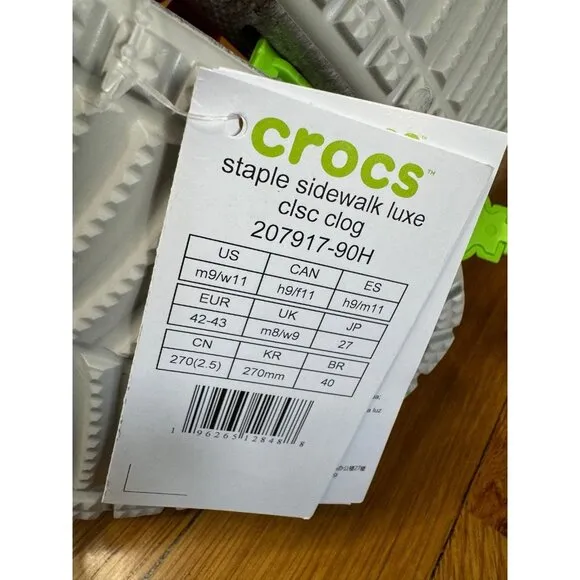 crocs™
staple sidewalk luxe
clsc clog
207917-90H
US CAN ES
m9/w11 h9/f11 h9/m11
EUR UK JP
42-43 m8/w9 27
CN KR BR
270(2.5) 270mm 40
1 96265 12848 8